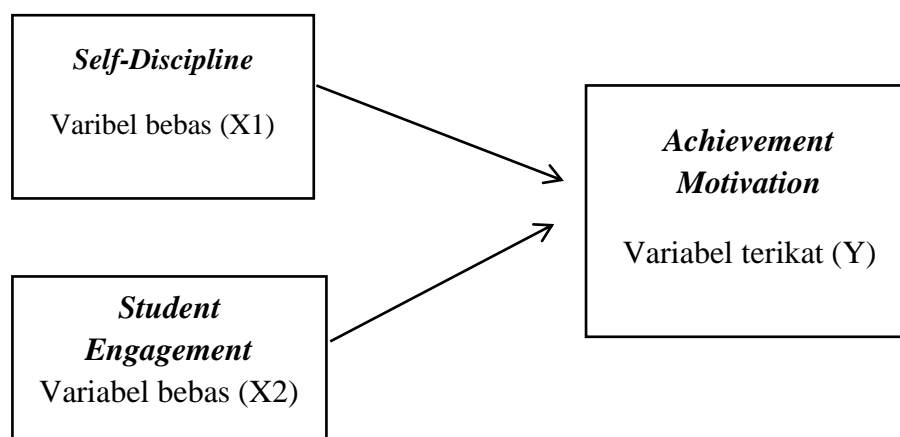 Self-Discipline
Varibel bebas (X1)
Achievement
Motivation
Variabel terikat (Y)
Student
Engagement
Variabel bebas (X2)